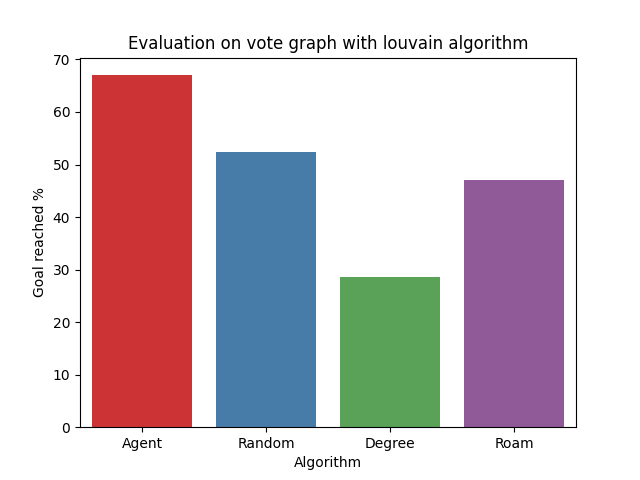 Evaluation on vote graph with louvain algorithm
70
60
50
40
30
20
10
0
Goal reached %
Agent Random Degree Roam
Algorithm